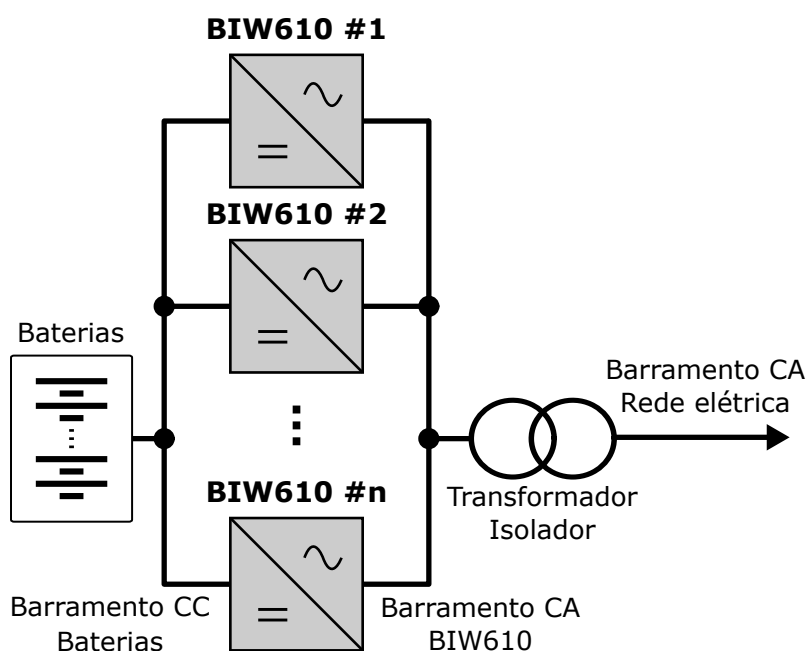 BIW610 #1
BIW610 #2
Baterias
Barramento CA
Rede elétrica
BIW610 #n
Transformador
Isolador
Barramento CC
Baterias
Barramento CA
BIW610